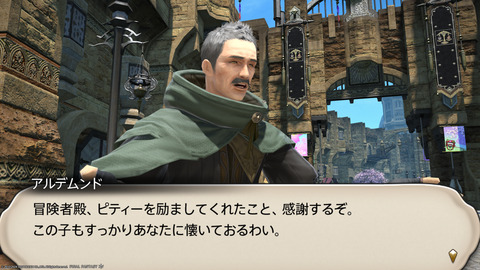 アルデムンド
冒険者殿、ピティーを励ましてくれたこと、感謝するぞ。
この子もすっかりあなたに懐いておるわい。